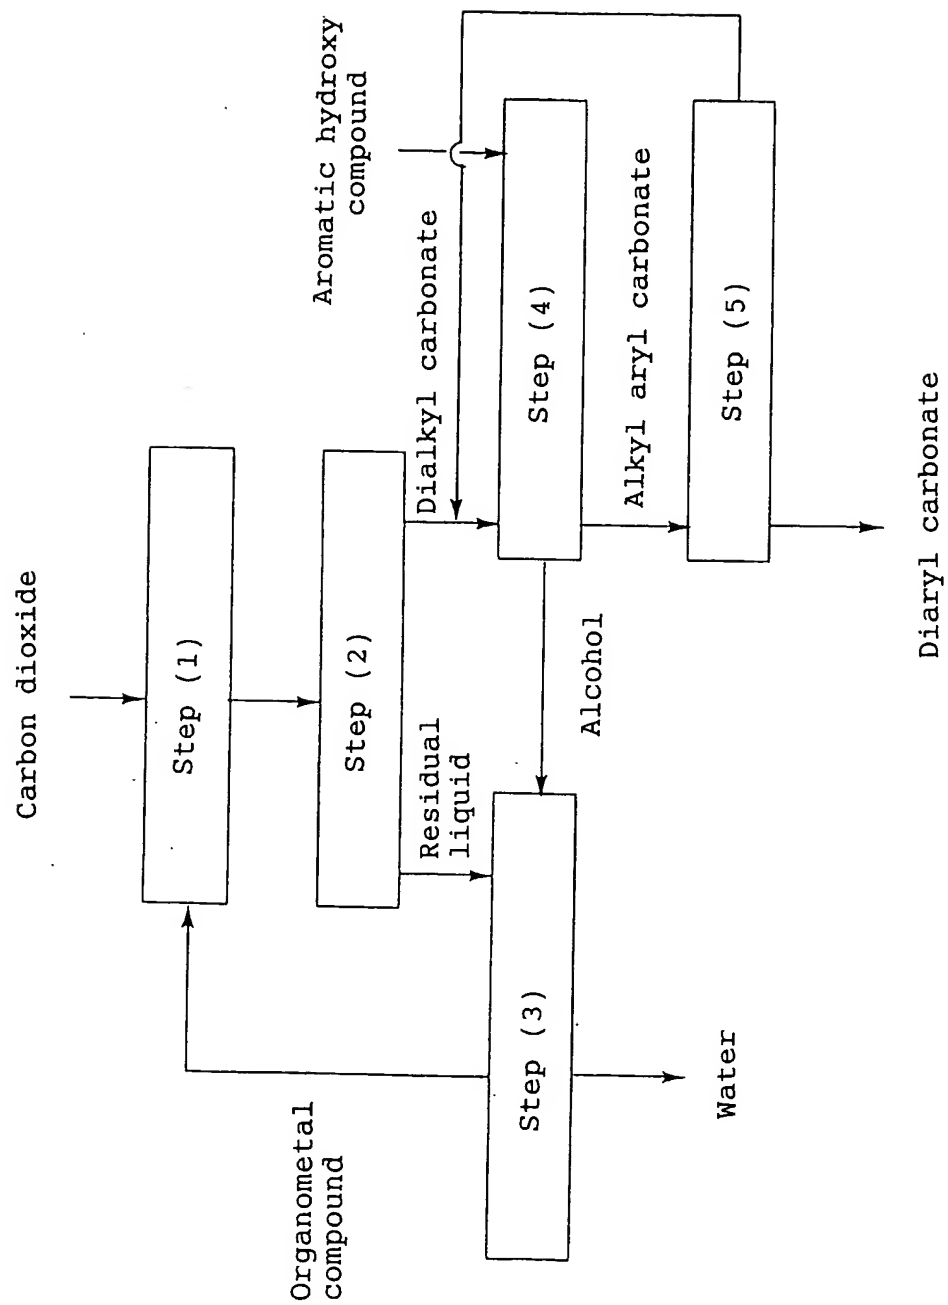 Carbon dioxide
Step (1)
Step (2)
Residual
liquid
Dialkyl carbonate
Aromatic hydroxy
compound
Organometal
compound
Step (3)
Alcohol
Step (4)
Water
Alkyl aryl carbonate
Step (5)
Diaryl carbonate